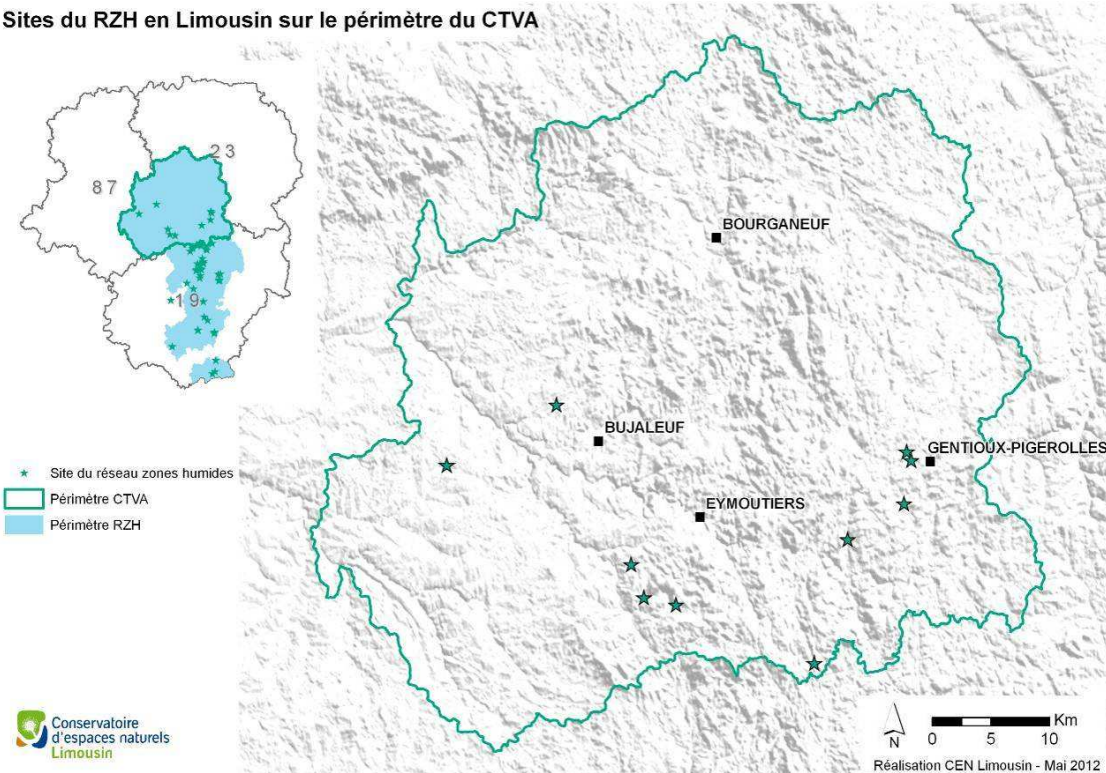 Sites du RZH en Limousin sur le périmètre du CTVA
23
87
19
Site du réseau zones humides
Périmètre CTVA
Périmètre RZH
BOURGANEUF
BUJALEUF
GENTIOUX-PIGEROLLES
EYMOUTIERS
Conservatoire
d'espaces naturels
Limousin
N
Km
0 5 10
Réalisation CEN Limousin - Mai 2012